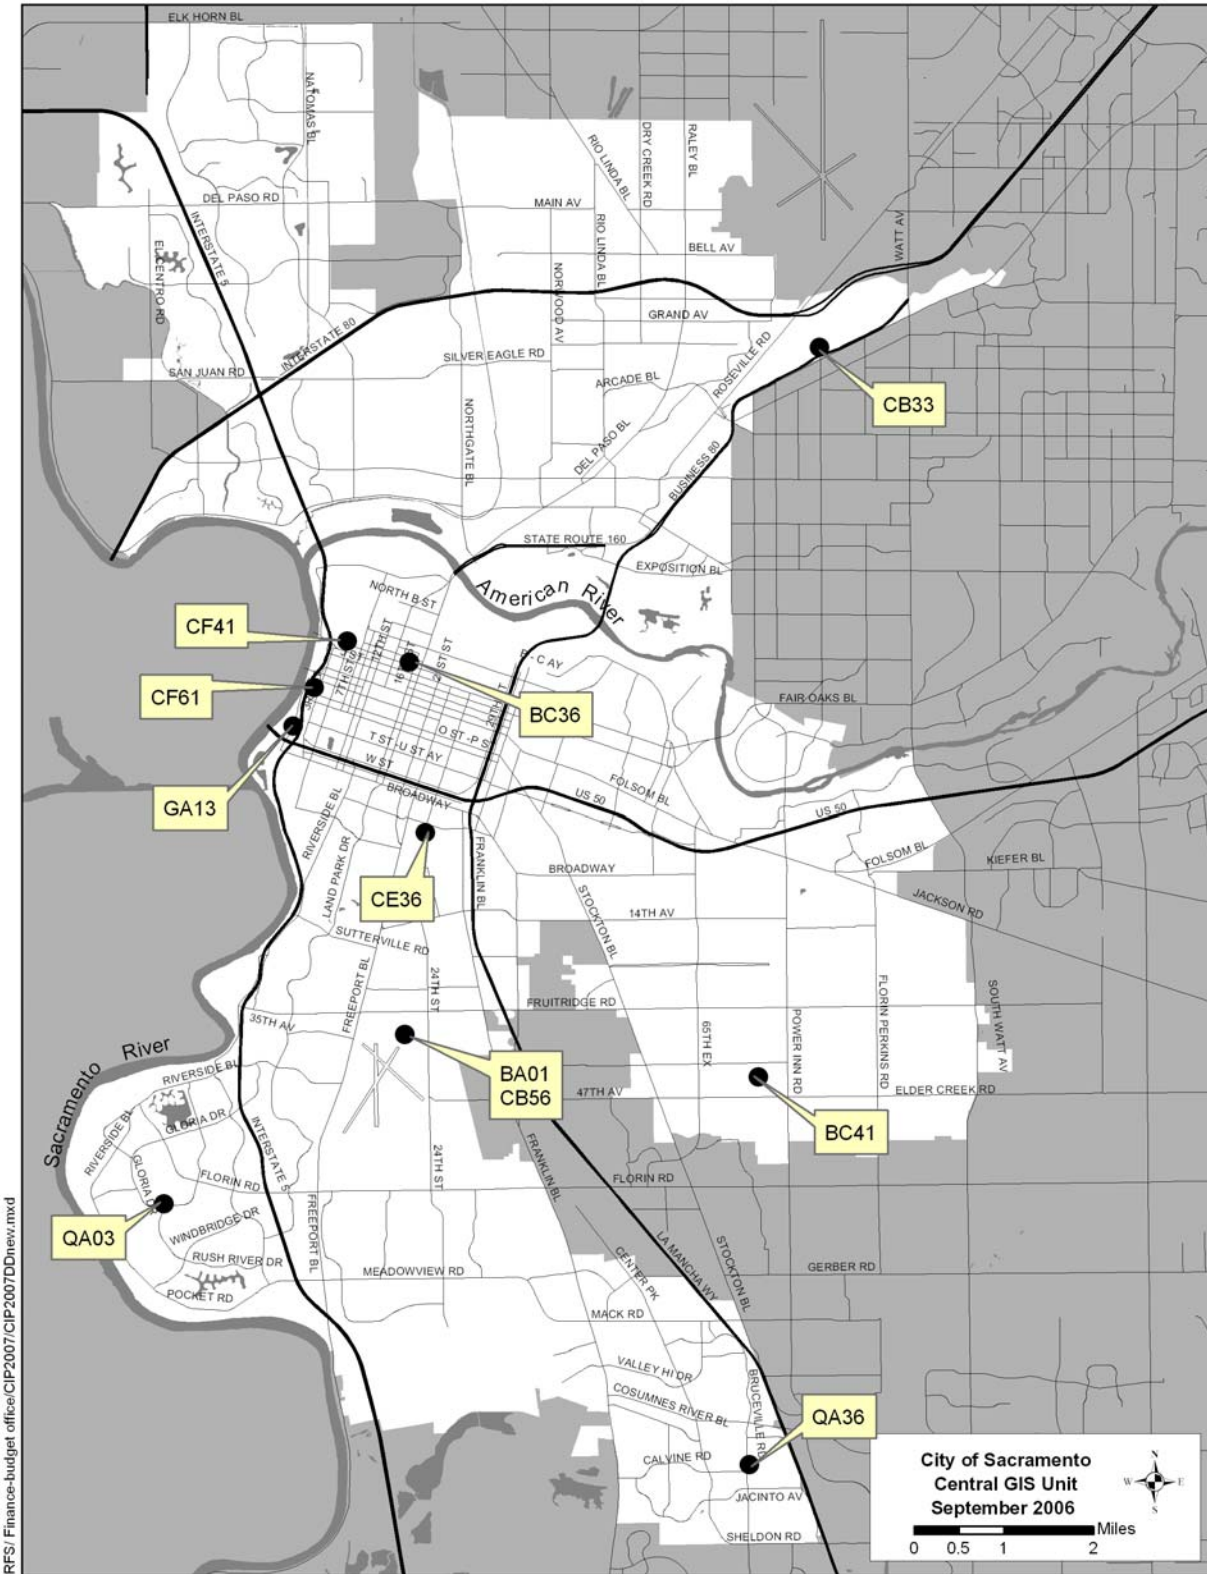 ELK HORN BL
NATOMAS BL
RIO LINDA BL
DRY CREEK RD
RALEY BL
DEL PASO RD
MAIN AV
WATT AV
INTERSTATE 5
EL CENTRO RD
RIO LINDA BL
BELL AV
NORWOOD AV
GRAND AV
INTERSTATE 80
SILVER EAGLE RD
ROSEVILLE RD
SAN JUAN RD
ARCADE BL
CB33
NORTHGATE BL
DEL PASO BL
BUSINESS 80
STATE ROUTE 160
EXPOSITION BL
American River
NORTH B ST
CF41
12TH ST
7TH ST
21ST ST
B - C AY
CF61
BC36
FAIR OAKS BL
29TH
O ST -P S
T ST -U ST AY
W ST
GA13
BROADWAY
FOLSOM BL
US 50
US 50
RIVERSIDE BL
LAND PARK DR
FRANKLIN BL
BROADWAY
FOLSOM BL
KIEFER BL
CE36
STOCKTON BL
14TH AV
JACKSON RD
SUTTERVILLE RD
FREEPORT BL
24TH ST
FRUITRIDGE RD
FLORIN PERKINS RD
SOUTH WATT AV
35TH AV
65TH EX
POWER INN RD
Sacramento River
RIVERSIDE BL
BA01
CB56
47TH AV
ELDER CREEK RD
BC41
RIVERSIDE BL
GLORIA DR
INTERSTATE 5
24TH ST
FRANKLIN BL
GLORIA D
FLORIN RD
FLORIN RD
QA03
WINDBRIDGE DR
FREEPORT BL
RUSH RIVER DR
MEADOWVIEW RD
CENTER PK
LA MANCHA WY
STOCKTON BL
GERBER RD
POCKET RD
MACK RD
VALLEY HI DR
COSUMNES RIVER BL
BRUCEVILLE RD
QA36
CALVINE RD
JACINTO AV
SHELDON RD
City of Sacramento
Central GIS Unit
September 2006
N
W E
S
Miles
0 0.5 1 2
RFS/ Finance-budget office/CIP2007/CIP2007DDnew.mxd